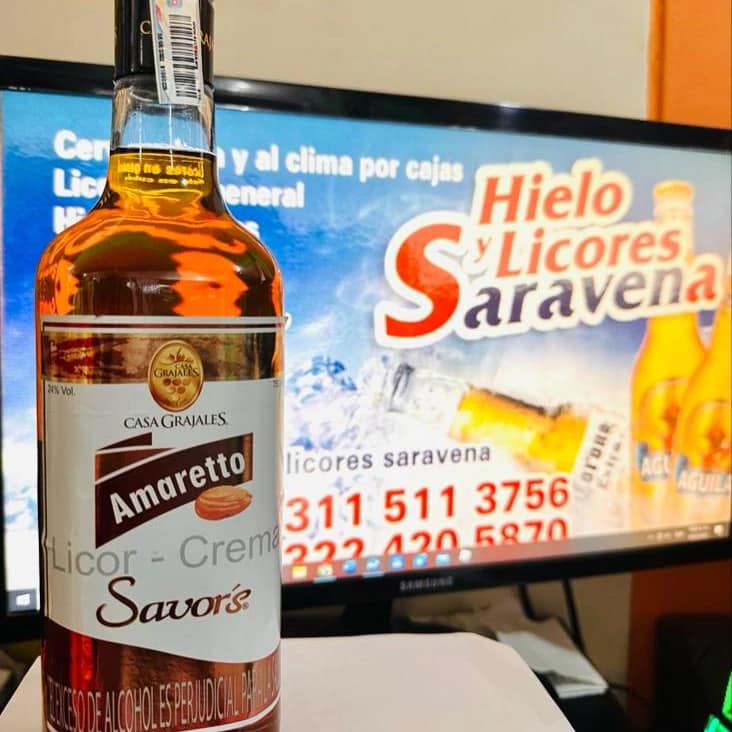 CASA
GRAJALES
24% Vol.
CASA GRAJALES
Amaretto
Licor - Crema
Savor's
EL EXCESO DE ALCOHOL ES PERJUDICIAL PARA LA
y al clima por cajas
Hielo
y Licores
Saravena
licores saravena
311 511 3756
322 420 5870
AGUILA
SAMSUNG